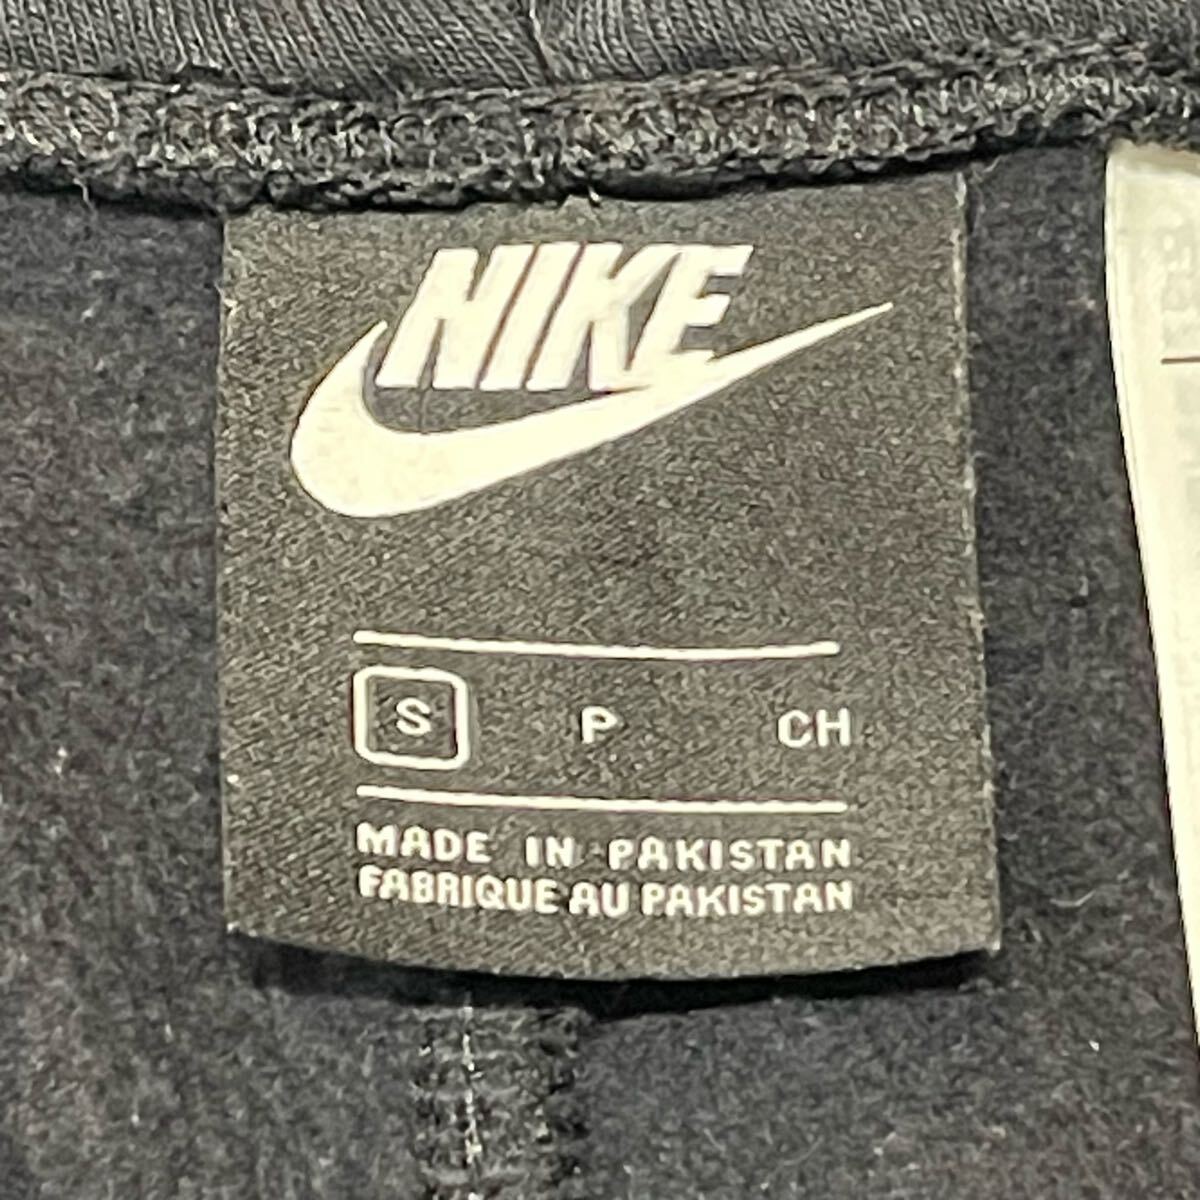 NIKE
S P CH
MADE IN PAKISTAN
FABRIQUE AU PAKISTAN